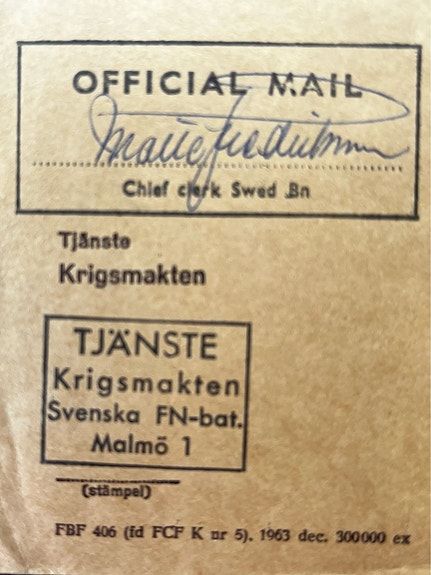 OFFICIAL MAIL
Chief clerk Swed Bn
Tjänste
Krigsmakten
TJÄNSTE
Krigsmakten
Svenska FN-bat.
Malmö 1
(stämpel)
FBF 406 (fd FCF K nr 5). 1963 dec. 300000 ex